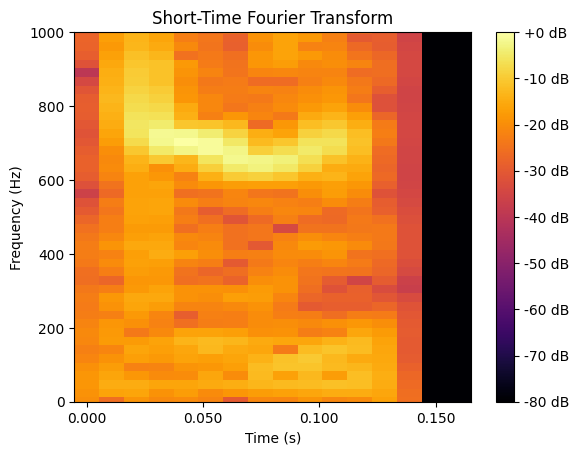 Short-Time Fourier Transform
1000
800
600
400
200
0
Frequency (Hz)
0.000
0.050
0.100
0.150
Time (s)
+0 dB
-10 dB
-20 dB
-30 dB
-40 dB
-50 dB
-60 dB
-70 dB
-80 dB